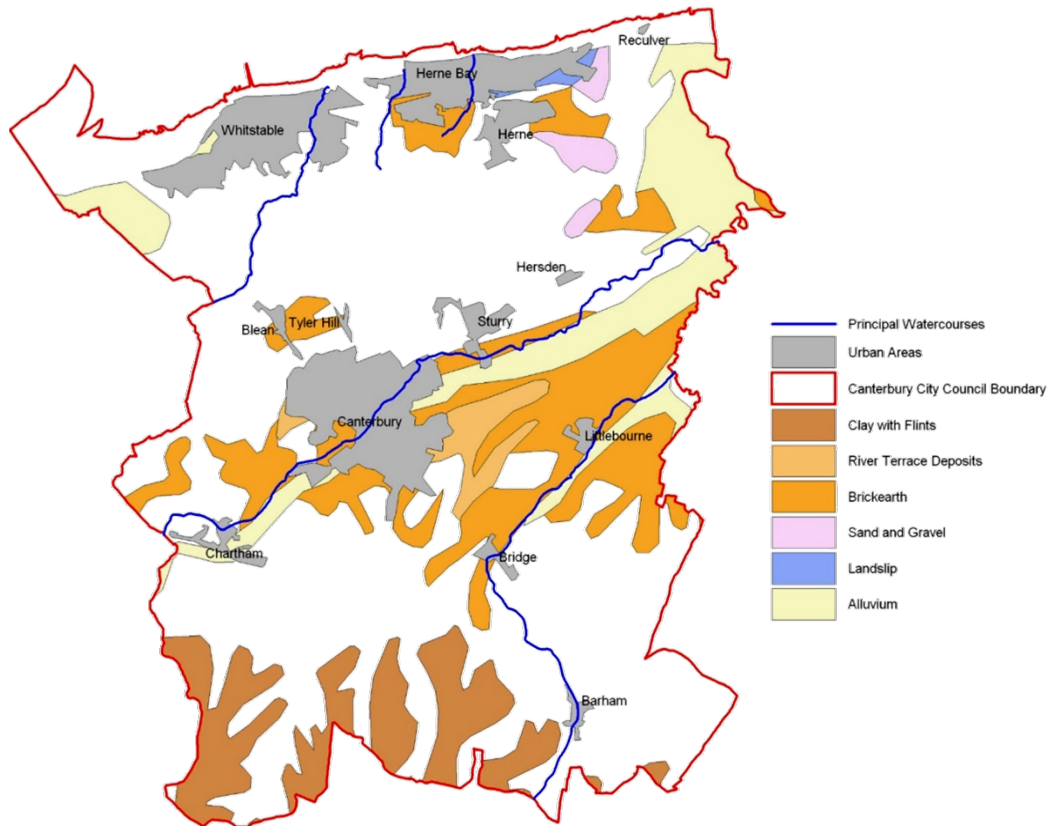 Reculver
Herne Bay
Whitstable
Herne
Hersden
Blean
Tyler Hill
Sturry
Canterbury
Littlebourne
Chartham
Bridge
Barham
Principal Watercourses
Urban Areas
Canterbury City Council Boundary
Clay with Flints
River Terrace Deposits
Brickearth
Sand and Gravel
Landslip
Alluvium